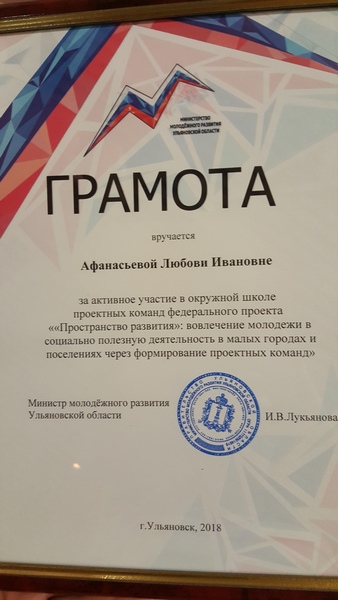 МИНИСТЕРСТВО
МОЛОДЁЖНОГО РАЗВИТИЯ
УЛЬЯНОВСКОЙ ОБЛАСТИ
ГРАМОТА
вручается
Афанасьевой Любови Ивановне
за активное участие в окружной школе
проектных команд федерального проекта
««Пространство развития»: вовлечение молодежи в
социально полезную деятельность в малых городах и
поселениях через формирование проектных команд»
Министр молодёжного развития
Ульяновской области
И.В.Лукьянова
г.Ульяновск, 2018